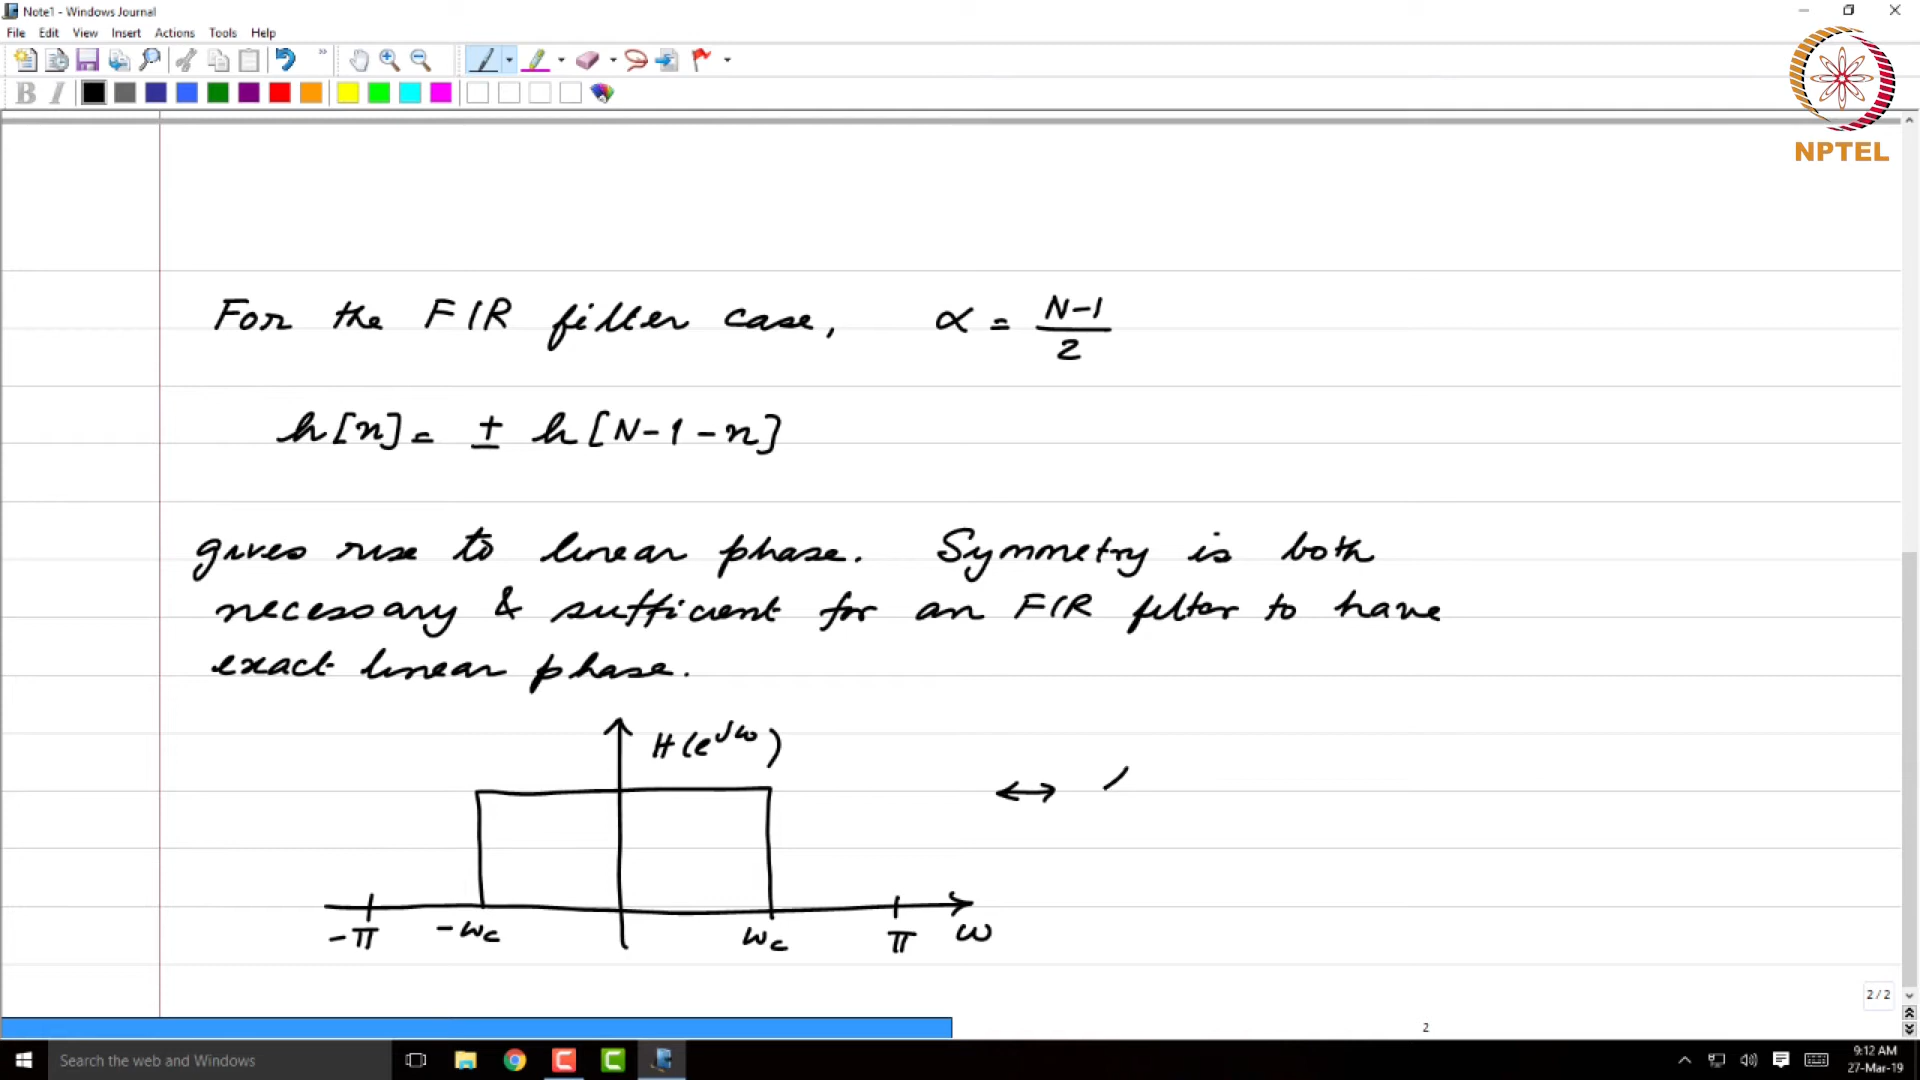 Note1 - Windows Journal
File Edit View Insert Actions Tools Help
B I
NPTEL
For the FIR filter case, α = N-1/2
h[n] = ± h[N-1-n]
gives rise to linear phase. Symmetry is both
necessary & sufficient for an FIR filter to have
exact linear phase.
H(e^jω)
↔
-π -ωc ωc π ω
2 / 2
2
Search the web and Windows
9:12 AM
27-Mar-19